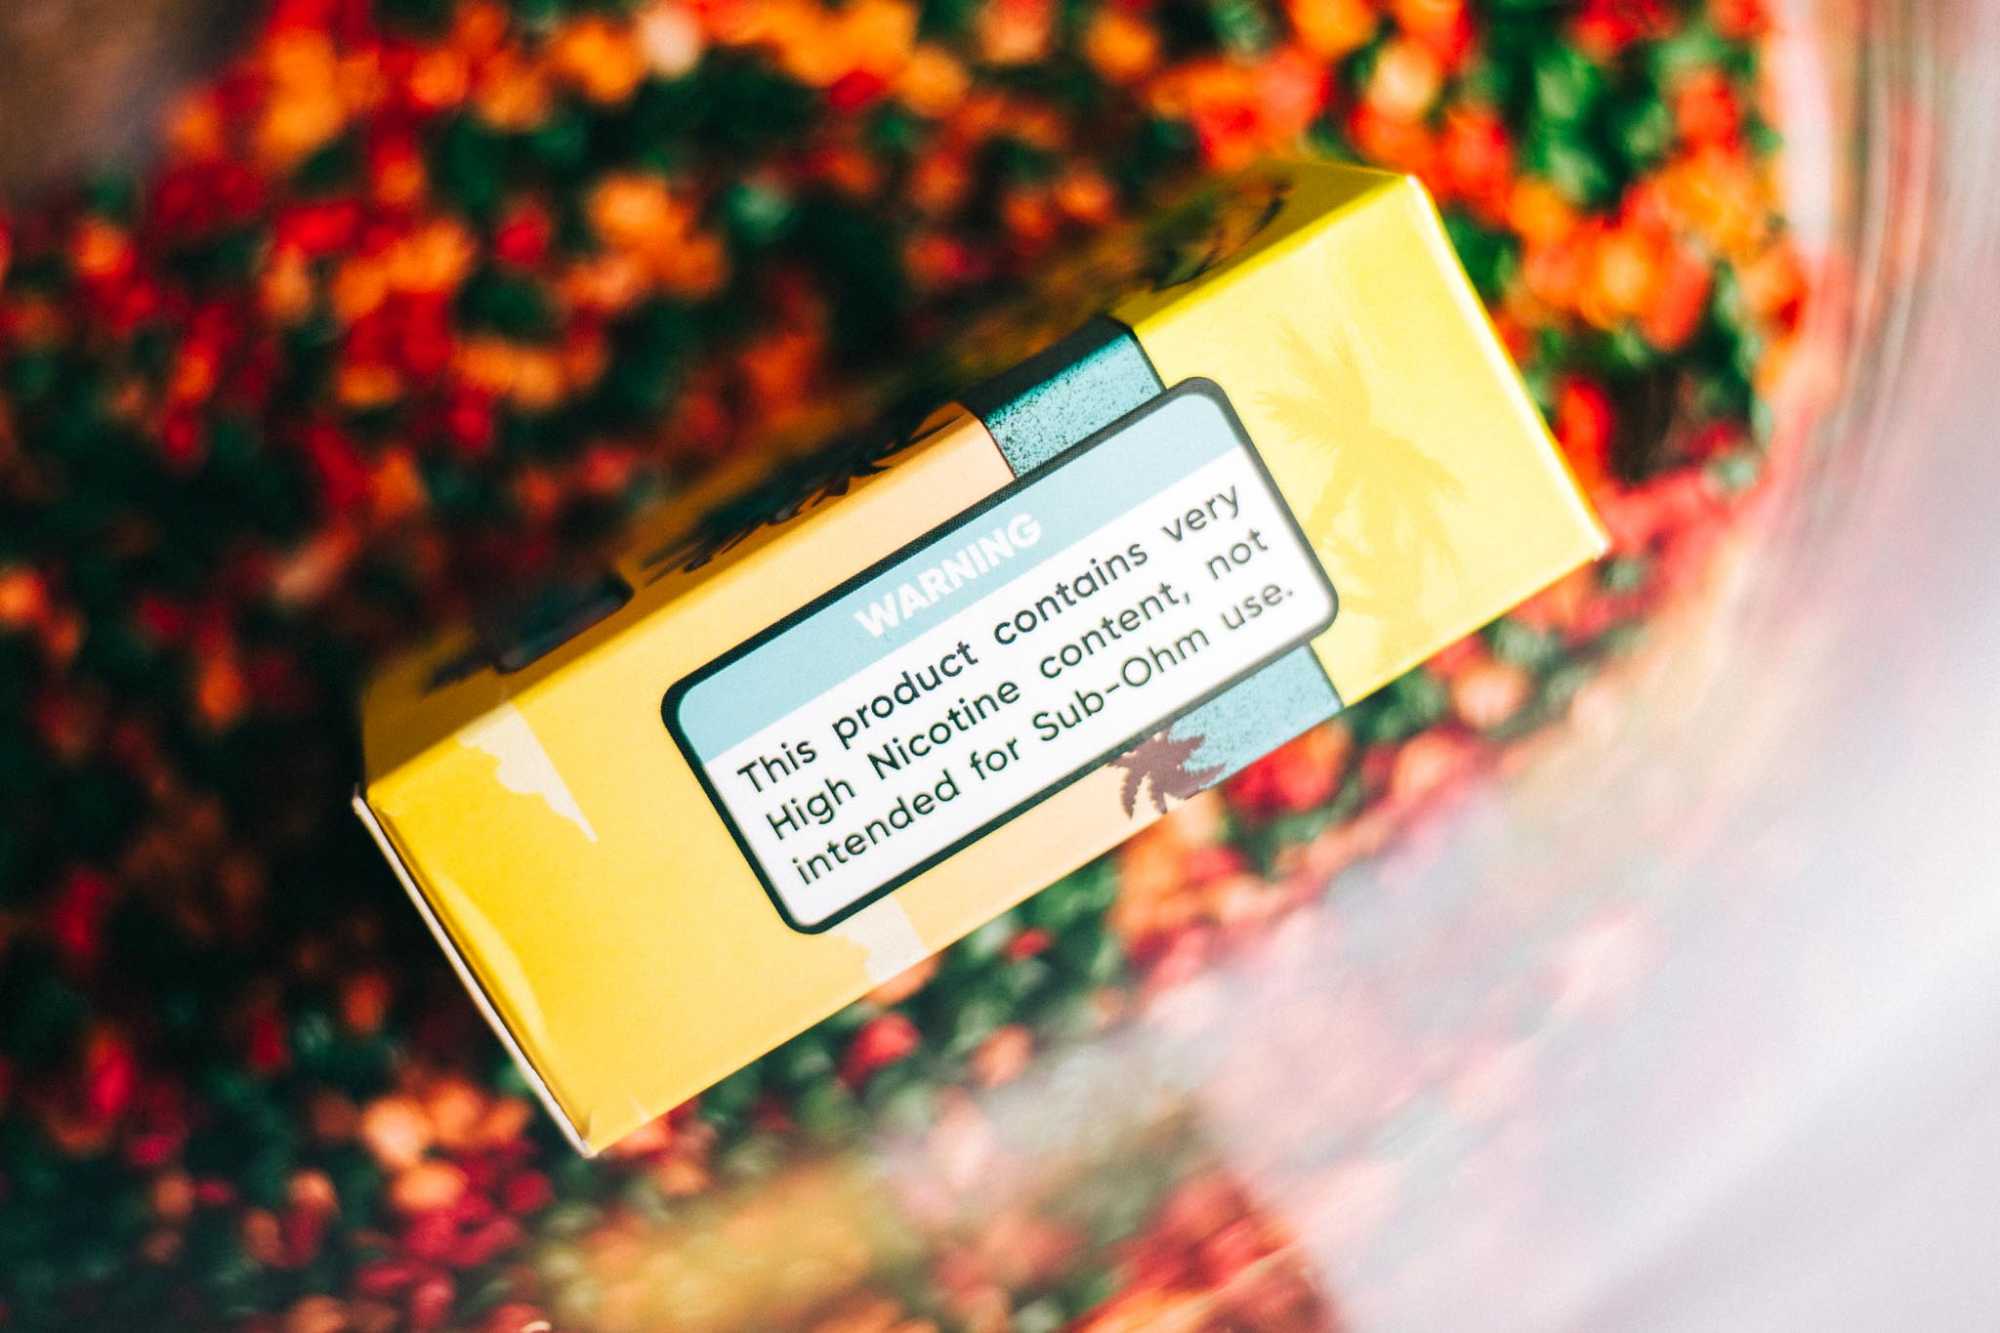 WARNING
This product contains very
High Nicotine content, not
intended for Sub-Ohm use.